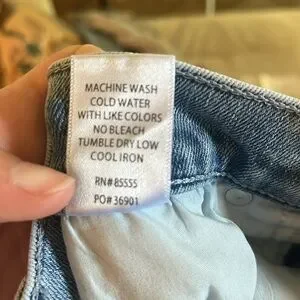 MACHINE WASH
COLD WATER
WITH LIKE COLORS
NO BLEACH
TUMBLE DRY LOW
COOL IRON
RN# 85555
PO# 36901